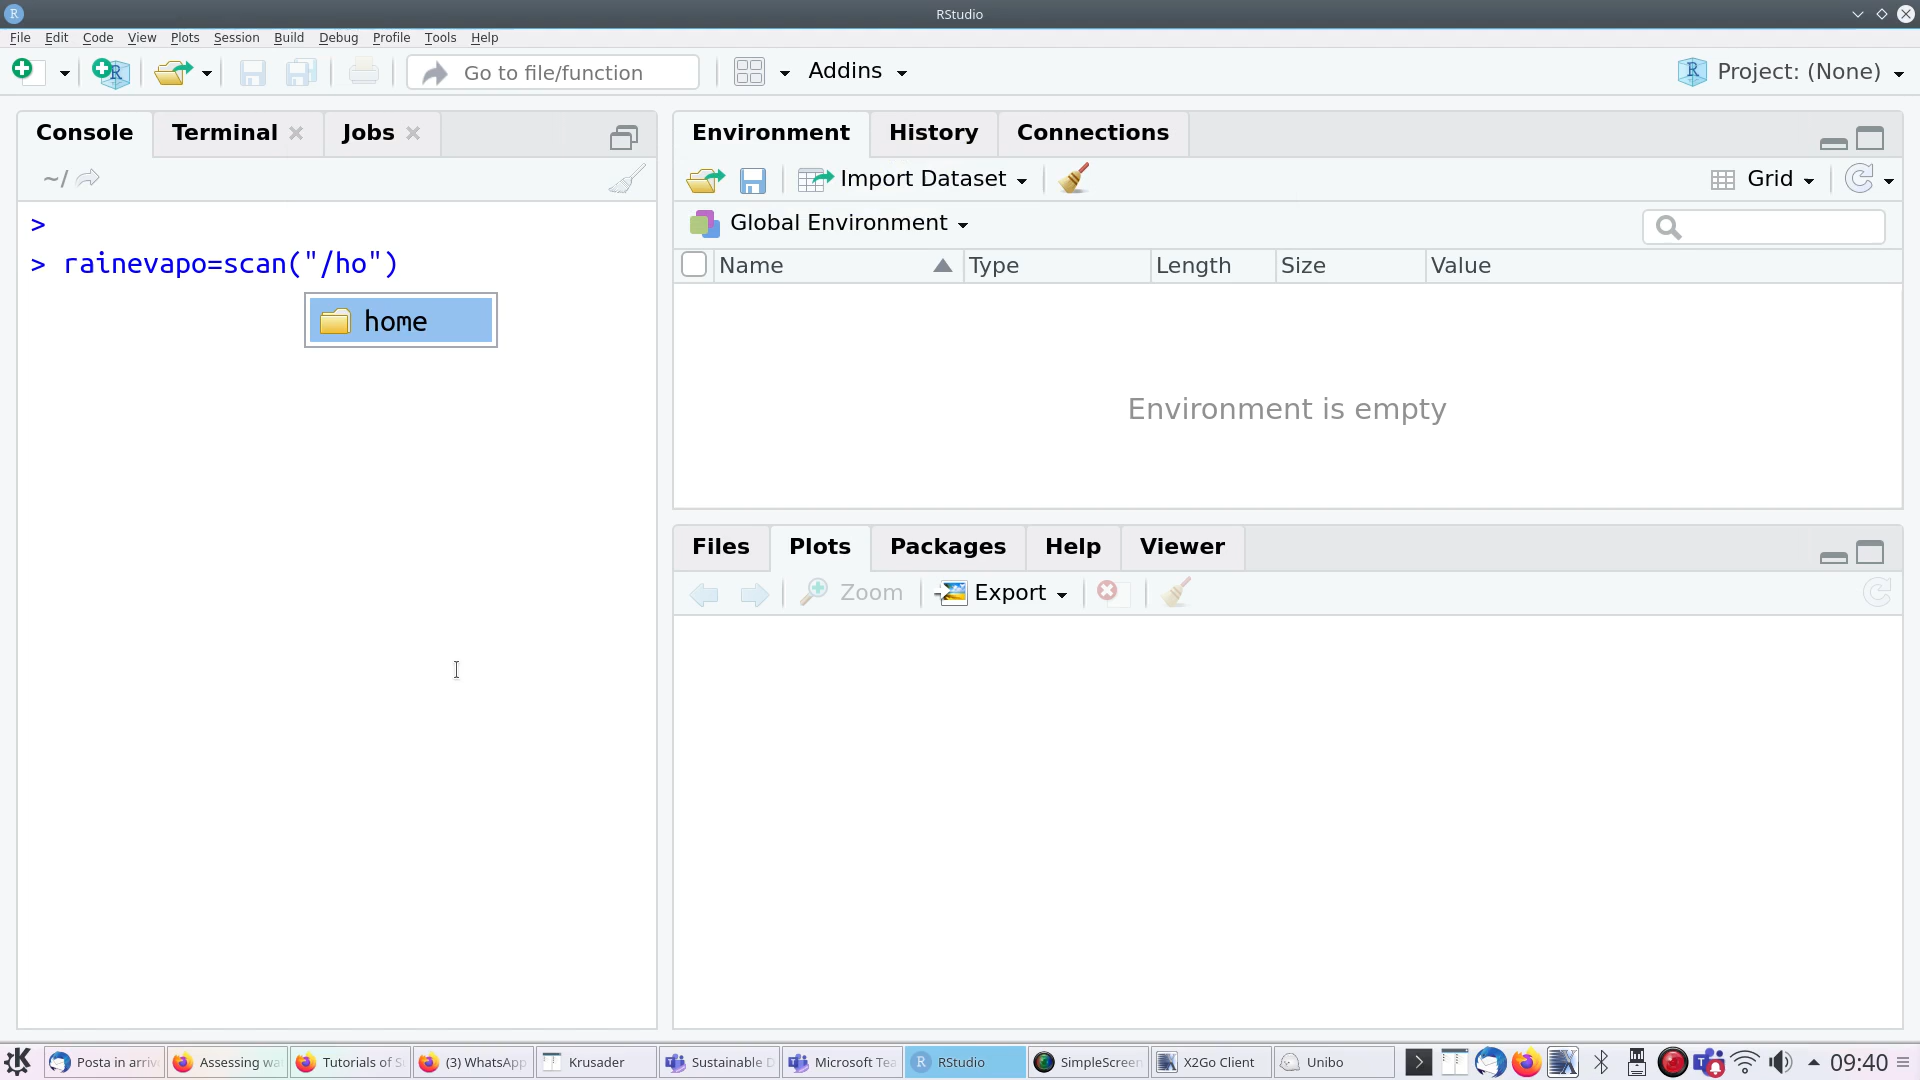 RStudio
File Edit Code View Plots Session Build Debug Profile Tools Help
Go to file/function Addins Project: (None)
Console Terminal Jobs
~/
>
> rainevapo=scan("/ho")
home
Environment History Connections
Import Dataset Grid
Global Environment
Name Type Length Size Value
Environment is empty
Files Plots Packages Help Viewer
Zoom Export
Posta in arriv Assessing wa Tutorials of S (3) WhatsApp Krusader Sustainable D Microsoft Tea RStudio SimpleScreen X2Go Client Unibo 09:40